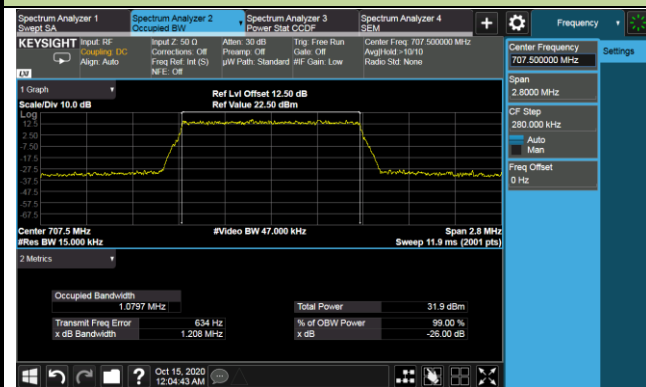 Spectrum Analyzer 1
Swept SA
Spectrum Analyzer 2
Occupied BW
Spectrum Analyzer 3
Power Stat CCDF
Spectrum Analyzer 4
SEM
+
Frequency
KEYSIGHT
Input: RF
Coupling: DC
Align: Auto
Input Z: 50 Ω
Corrections: Off
Freq Ref: Int (S)
NFE: Off
Atten: 30 dB
Preamp: Off
µW Path: Standard
Trig: Free Run
Gate: Off
#IF Gain: Low
Center Freq: 707.500000 MHz
Avg|Hold:>10/10
Radio Std: None
LXI
Center Frequency
707.500000 MHz
Settings
Span
2.8000 MHz
CF Step
280.000 kHz
Auto
Man
Freq Offset
0 Hz
1 Graph
Scale/Div 10.0 dB
Ref Lvl Offset 12.50 dB
Ref Value 22.50 dBm
Log
12.5
2.50
-7.50
-17.5
-27.5
-37.5
-47.5
-57.5
-67.5
Center 707.5 MHz
#Video BW 47.000 kHz
Span 2.8 MHz
#Res BW 15.000 kHz
Sweep 11.9 ms (2001 pts)
2 Metrics
Occupied Bandwidth
1.0797 MHz
Total Power
31.9 dBm
Transmit Freq Error
634 Hz
% of OBW Power
99.00 %
x dB Bandwidth
1.208 MHz
x dB
-26.00 dB
?
Oct 15, 2020
12:04:43 AM